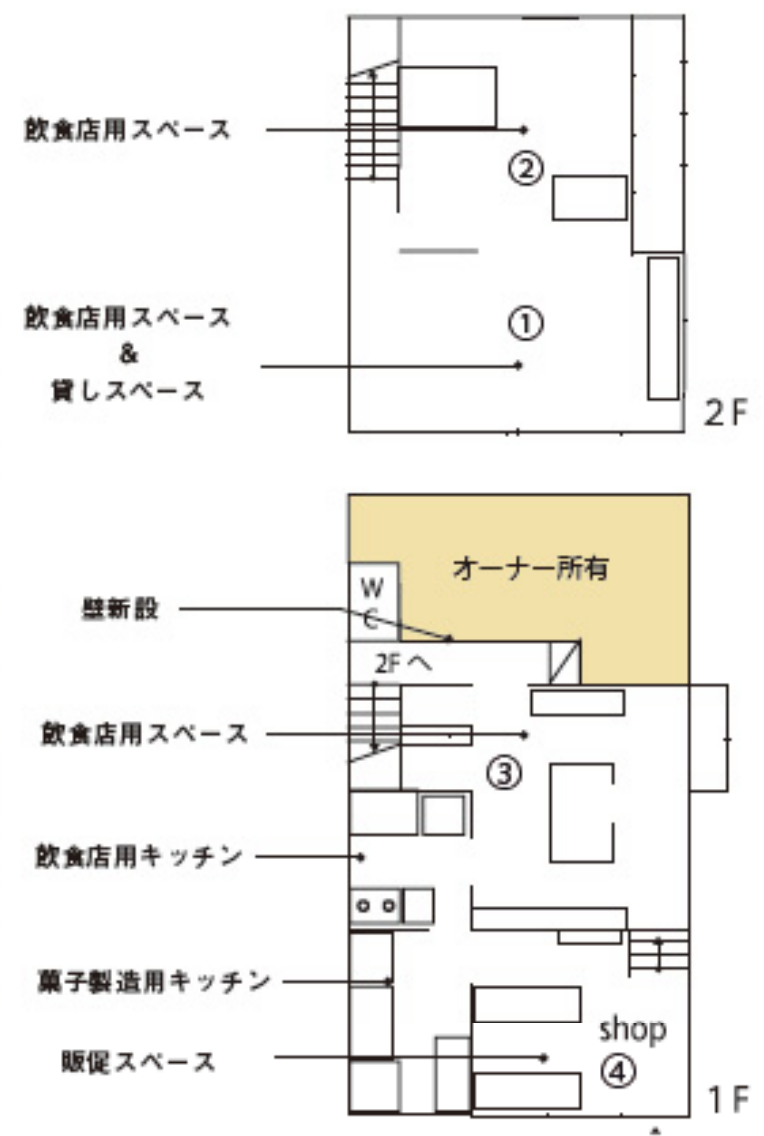 飲食店用スペース
②
飲食店用スペース
&
貸しスペース
①
2F
オーナー所有
WC
壁新設
2Fへ
飲食店用スペース
③
飲食店用キッチン
菓子製造用キッチン
shop
販促スペース
④
1F